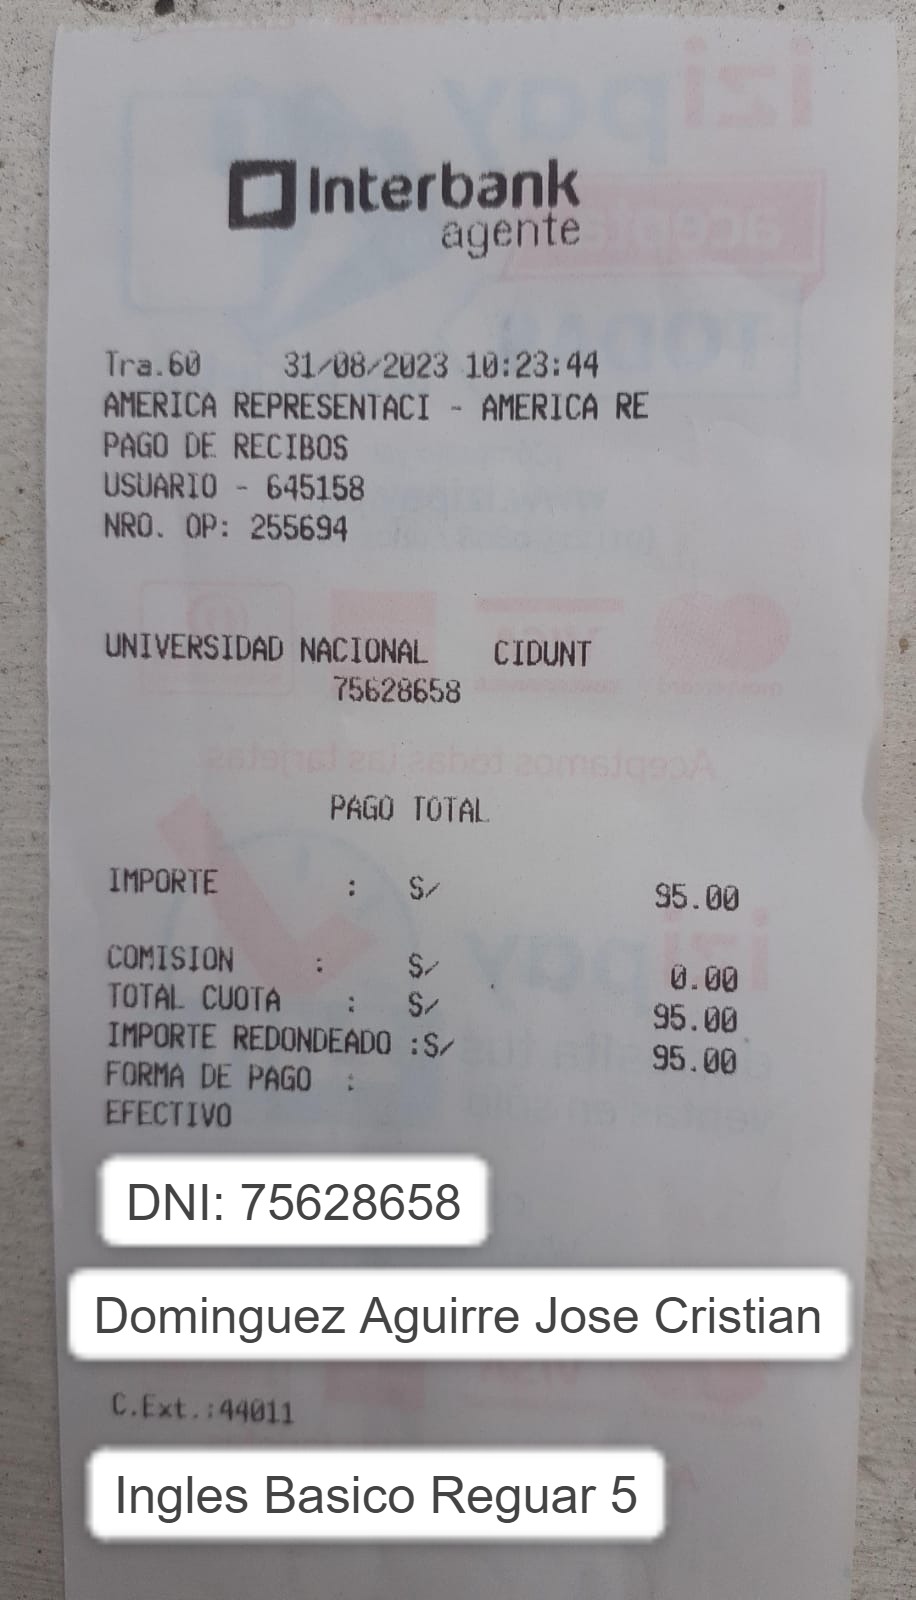 Interbank
agente
Tra.60 31/08/2023 10:23:44
AMERICA REPRESENTACI - AMERICA RE
PAGO DE RECIBOS
USUARIO - 645158
NRO. OP: 255694
UNIVERSIDAD NACIONAL CIDUNT
75628658
PAGO TOTAL
IMPORTE : S/ 95.00
COMISION : S/ 0.00
TOTAL CUOTA : S/ 95.00
IMPORTE REDONDEADO :S/ 95.00
FORMA DE PAGO :
EFECTIVO
DNI: 75628658
Dominguez Aguirre Jose Cristian
C.Ext.:44011
Ingles Basico Reguar 5